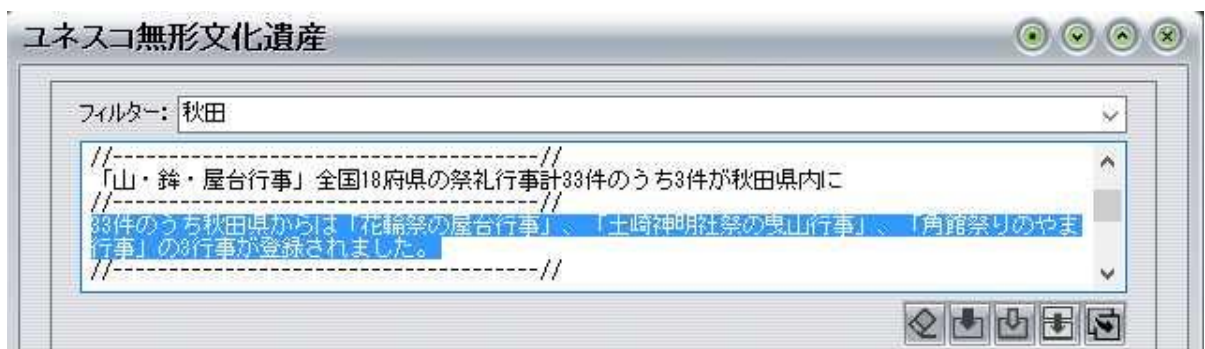 ユネスコ無形文化遺産
フィルター: 秋田
//--------------------------------------//
「山・鉾・屋台行事」全国18府県の祭礼行事計33件のうち3件が秋田県内に
//--------------------------------------//
33件のうち秋田県からは「花輪祭の屋台行事」、「土崎神明社祭の曳山行事」、「角館祭りのやま
行事」の3行事が登録されました。
//--------------------------------------//